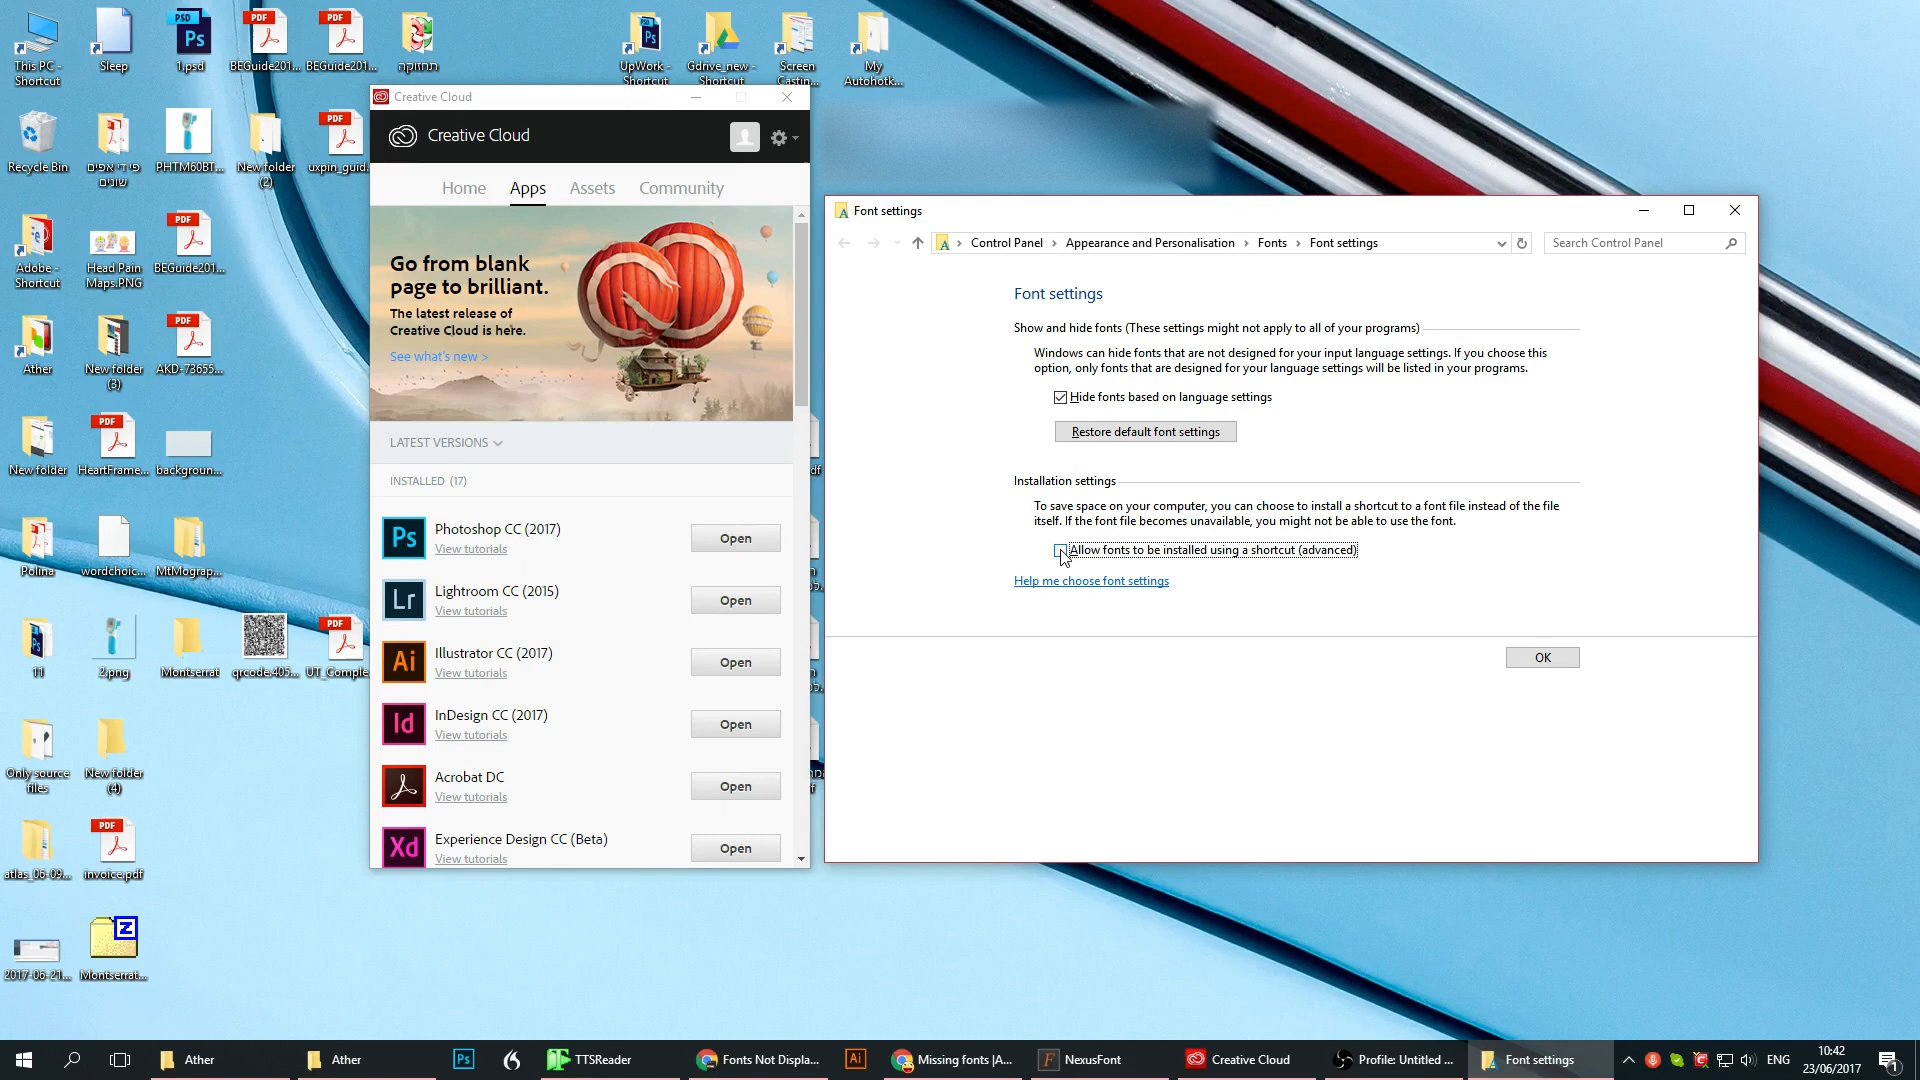 This PC -
Shortcut
Sleep
1.psd
BEGuide201...
BEGuide201...
תחזוקה
UpWork -
Shortcut
Gdrive_new -
Shortcut
Screen
Castin...
My
Autohotk...
Recycle Bin
פי די אפים
שונים
PHTM60BT...
New folder
(2)
uxpin_guid.
Adobe -
Shortcut
Head Pain
Maps.PNG
BEGuide201...
Ather
New folder
(3)
AKD-73655...
New folder
HeartFrame...
backgroun...
Polina
wordchoic...
MtMograp...
11
2.png
Montserrat
qrcode.405...
UT_Comple
Only source
files
New folder
(4)
atlas_06-09...
invoice.pdf
2017-06-21...
Montserrat...
Creative Cloud
Creative Cloud
Home
Apps
Assets
Community
Go from blank
page to brilliant.
The latest release of
Creative Cloud is here.
See what's new >
LATEST VERSIONS
INSTALLED (17)
Ps
Photoshop CC (2017)
View tutorials
Open
Lr
Lightroom CC (2015)
View tutorials
Open
Ai
Illustrator CC (2017)
View tutorials
Open
Id
InDesign CC (2017)
View tutorials
Open
Acrobat DC
View tutorials
Open
Xd
Experience Design CC (Beta)
View tutorials
Open
Font settings
Control Panel > Appearance and Personalisation > Fonts > Font settings
Search Control Panel
Font settings
Show and hide fonts (These settings might not apply to all of your programs)
Windows can hide fonts that are not designed for your input language settings. If you choose this
option, only fonts that are designed for your language settings will be listed in your programs.
Hide fonts based on language settings
Restore default font settings
Installation settings
To save space on your computer, you can choose to install a shortcut to a font file instead of the file
itself. If the font file becomes unavailable, you might not be able to use the font.
Allow fonts to be installed using a shortcut (advanced)
Help me choose font settings
OK
Ather
Ather
Ps
TTSReader
Fonts Not Displa...
Ai
Missing fonts |A...
NexusFont
Creative Cloud
Profile: Untitled ...
Font settings
ENG
10:42
23/06/2017